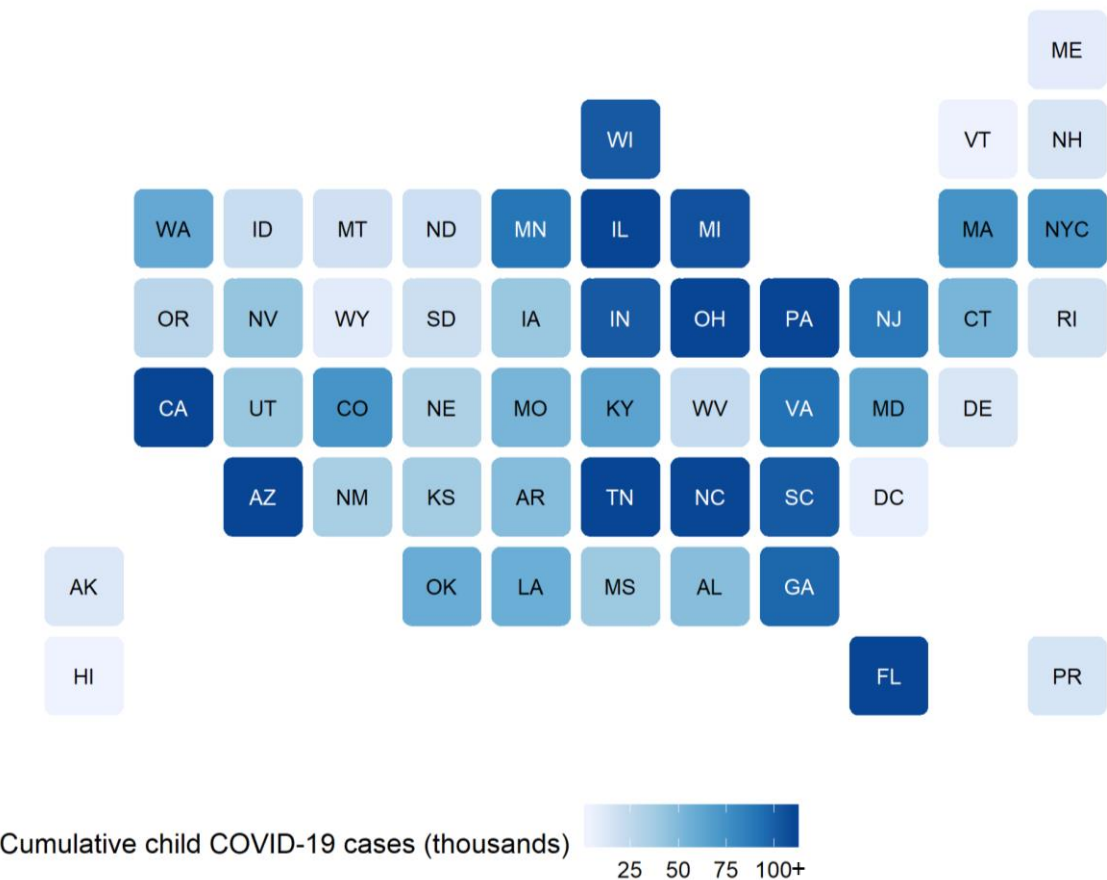 ME
WI VT NH
WA ID MT ND MN IL MI MA NYC
OR NV WY SD IA IN OH PA NJ CT RI
CA UT CO NE MO KY WV VA MD DE
AZ NM KS AR TN NC SC DC
AK OK LA MS AL GA
HI FL PR
Cumulative child COVID-19 cases (thousands)
25 50 75 100+